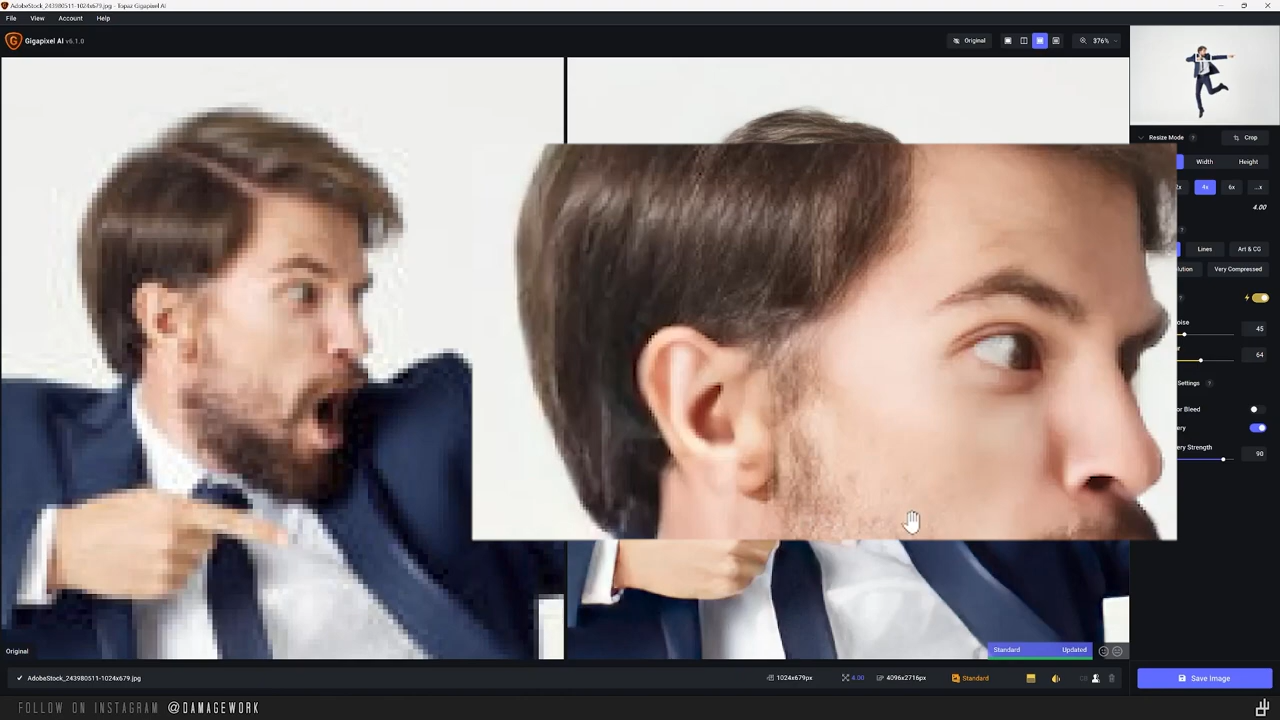 AdobeStock_243980511-1024x679.jpg - Topaz Gigapixel AI
File View Account Help
Gigapixel AI v6.1.0
Original
376%
Resize Mode ?
Crop
Width Height
2x 4x 6x ...x
4.00
?
Lines Art & CG
Very Compressed
?
45
64
Settings ?
90
Original
Standard Updated
AdobeStock_243980511-1024x679.jpg
1024x679px
4.00
4096x2716px
Standard
Save Image
FOLLOW ON INSTAGRAM @DAMAGEWORK